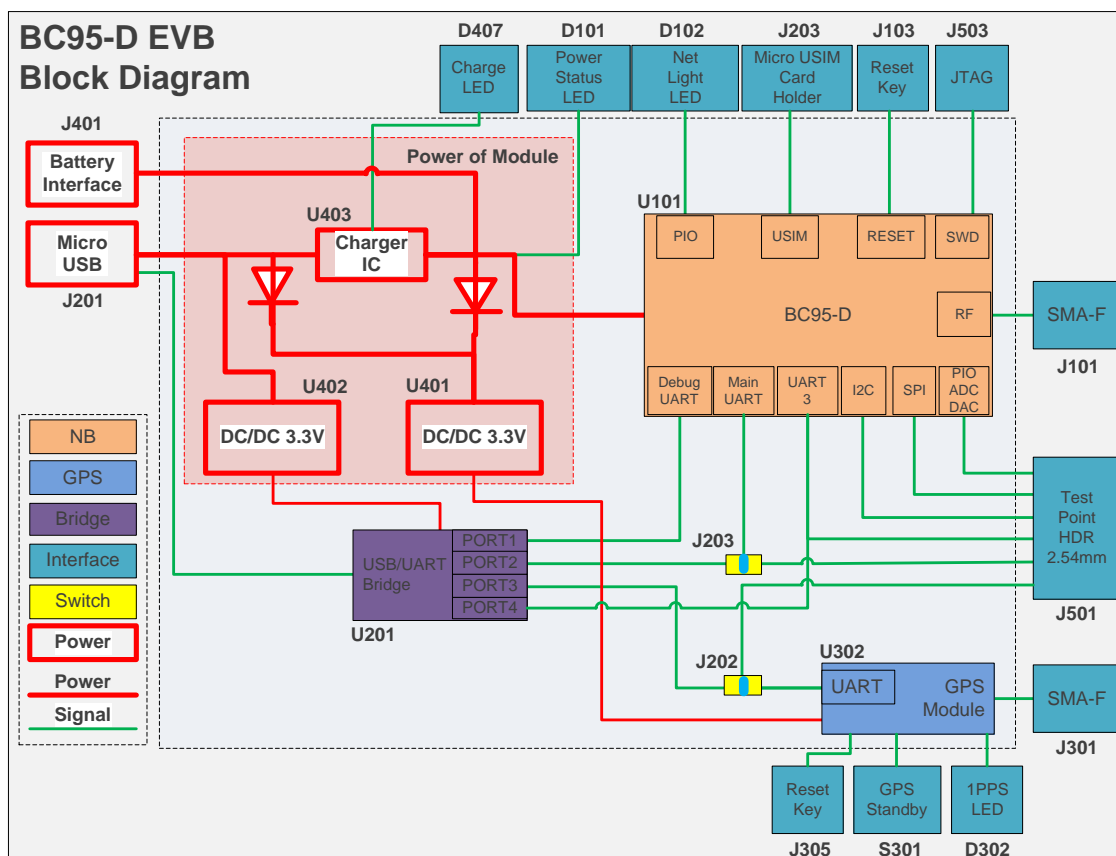 BC95-D EVB
Block Diagram
D407
D101
D102
J203
J103
J503
Charge
LED
Power
Status
LED
Net
Light
LED
Micro USIM
Card
Holder
Reset
Key
JTAG
J401
Battery
Interface
Power of Module
Micro
USB
J201
U403
Charger
IC
U101
PIO
USIM
RESET
SWD
BC95-D
RF
SMA-F
J101
Debug
UART
Main
UART
UART
3
I2C
SPI
PIO
ADC
DAC
U402
DC/DC 3.3V
U401
DC/DC 3.3V
NB
GPS
Bridge
Interface
Switch
Power
Power
Signal
USB/UART
Bridge
PORT1
PORT2
PORT3
PORT4
U201
J203
Test
Point
HDR
2.54mm
J501
J202
U302
UART
GPS
Module
SMA-F
J301
Reset
Key
J305
GPS
Standby
S301
1PPS
LED
D302